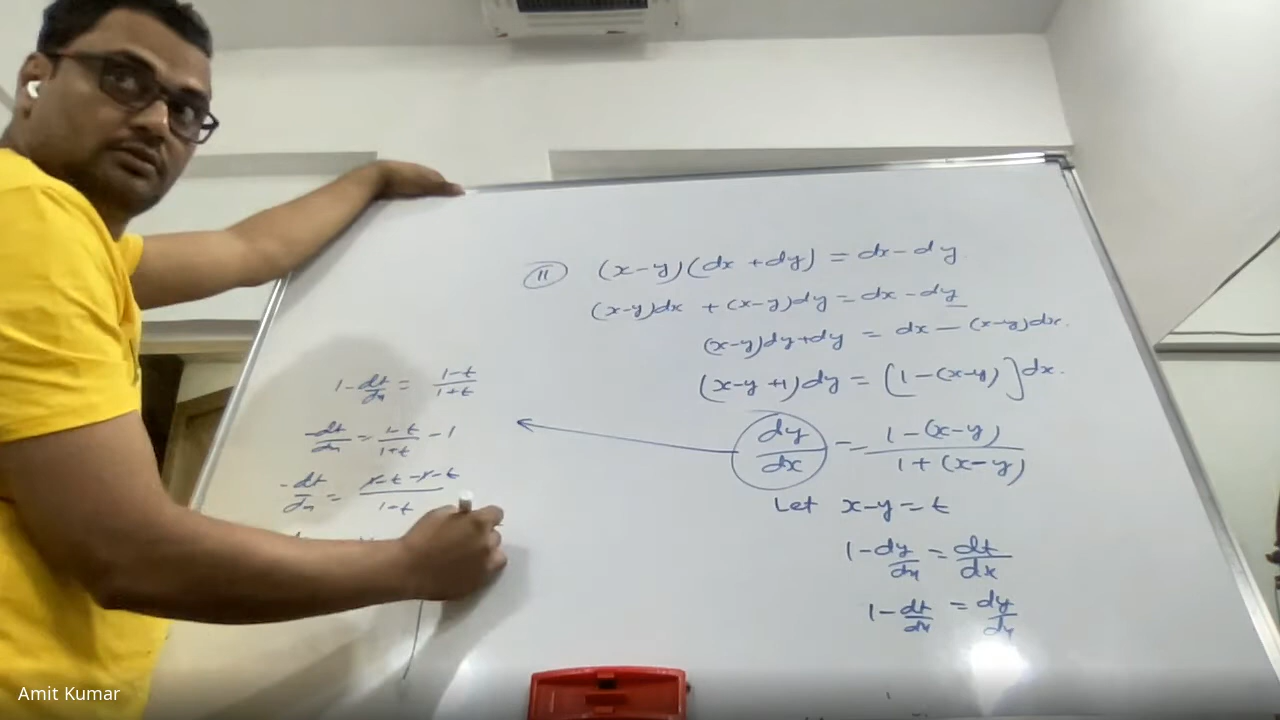 11 (x-y)(dx+dy) = dx-dy
(x-y)dx + (x-y)dy = dx-dy
(x-y)dy+dy = dx - (x-y)dx.
(x-y+1)dy = [1-(x-y)]dx.
dy/dx = 1-(x-y)/1+(x-y)
Let x-y = t
1-dy/dx = dt/dx
1-dt/dx = dy/dx
1-dt/dx = 1-t/1+t
-dt/dx = 1-t/1+t -1
-dt/dx = 1-t-1-t/1-t
Amit Kumar